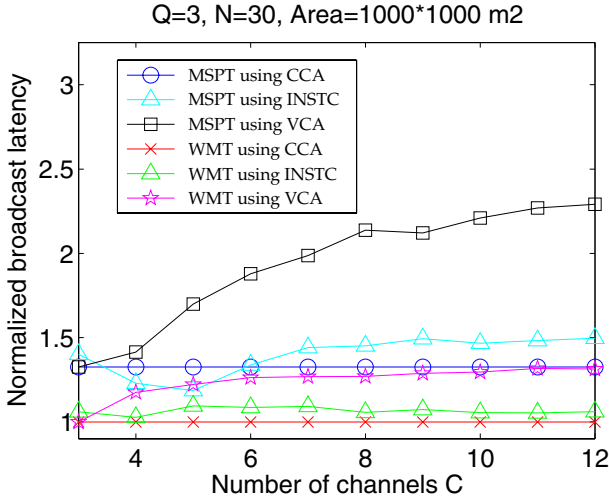 Q=3, N=30, Area=1000*1000 m2
Normalized broadcast latency
3
2.5
2
1.5
1
MSPT using CCA
MSPT using INSTC
MSPT using VCA
WMT using CCA
WMT using INSTC
WMT using VCA
4
6
8
10
12
Number of channels C